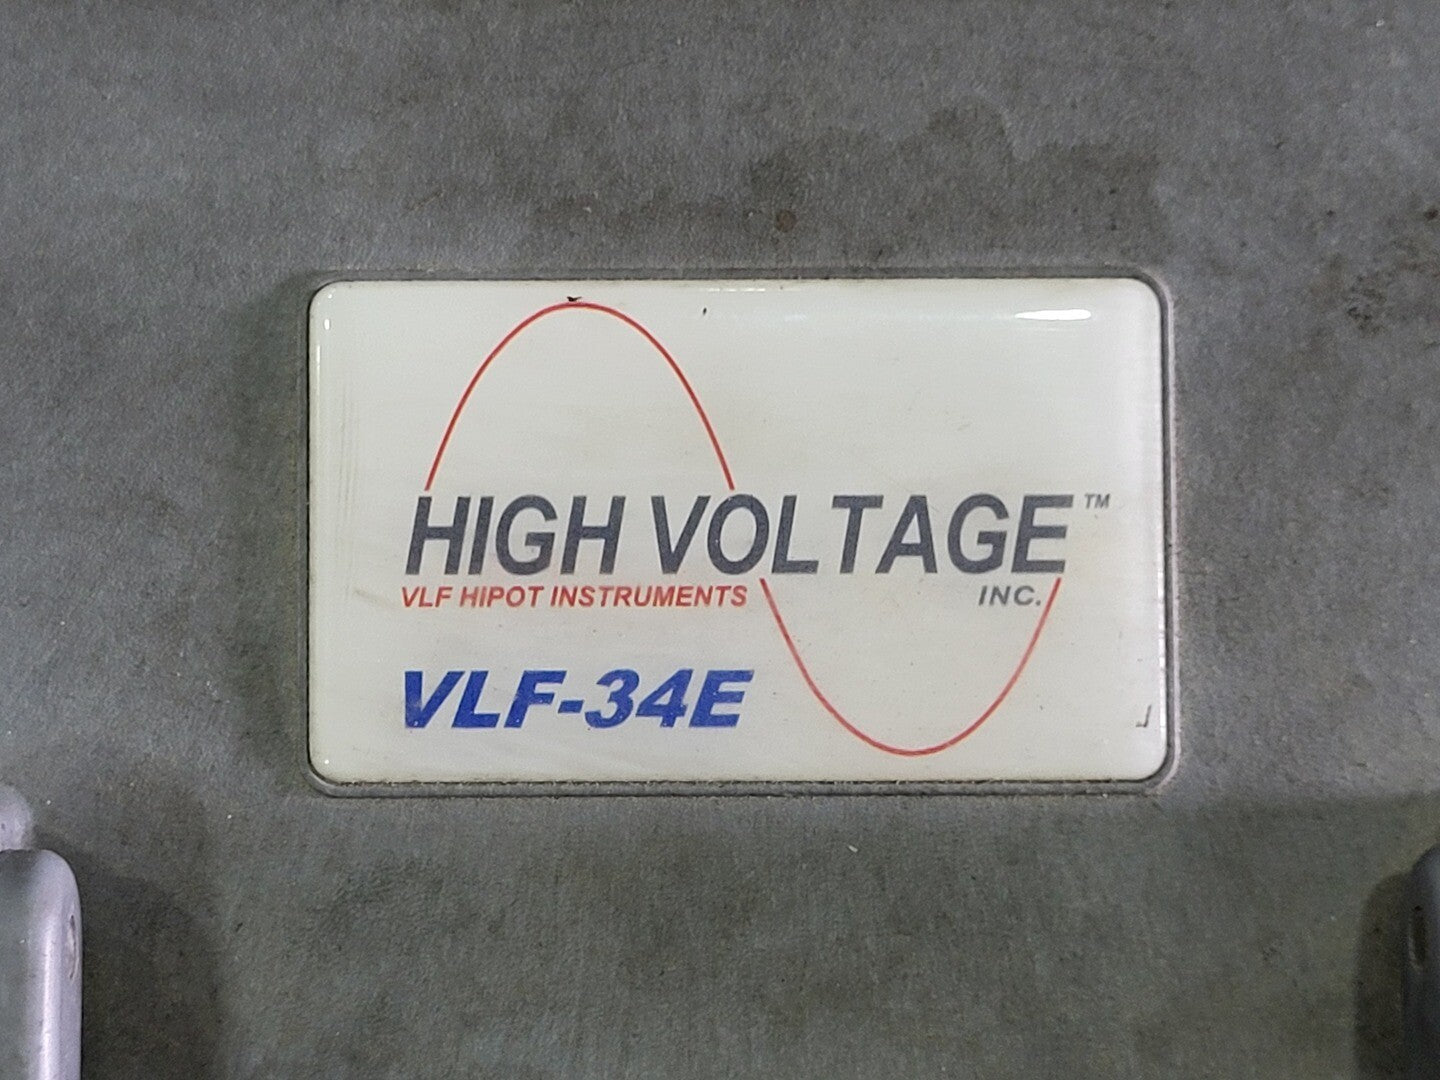 HIGH VOLTAGE™
VLF HIPOT INSTRUMENTS INC.
VLF-34E